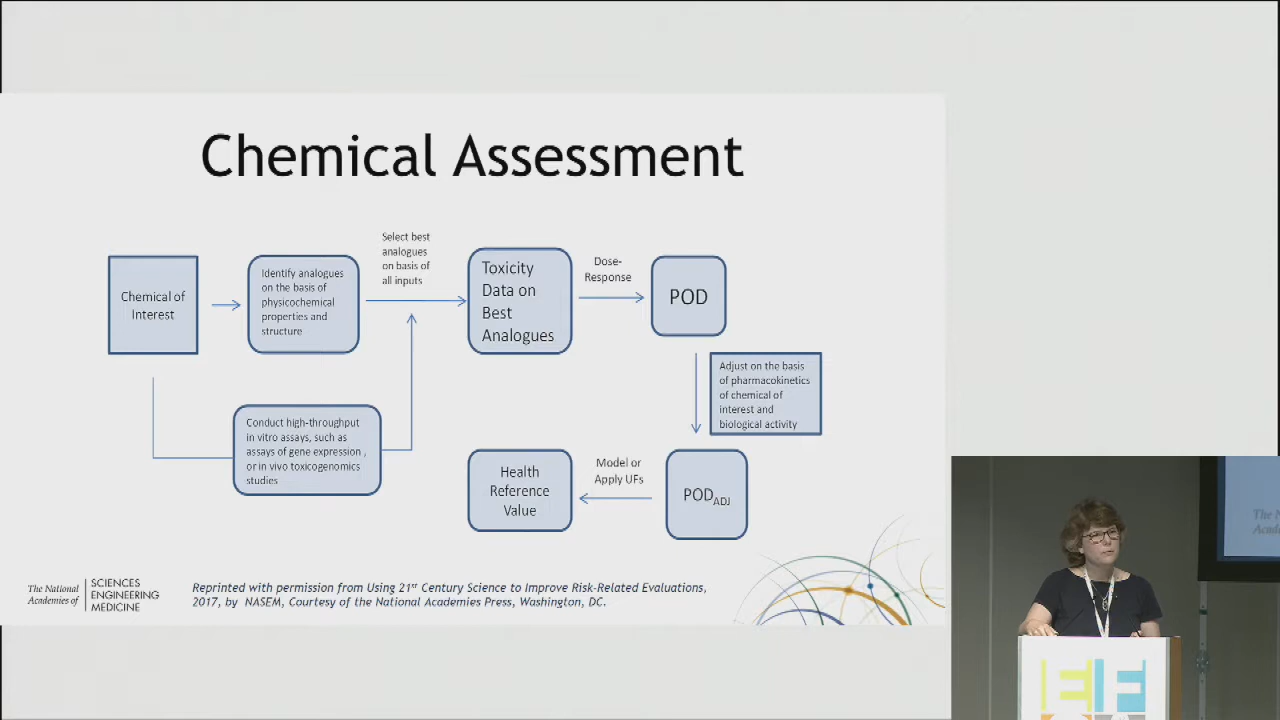 Chemical Assessment
Chemical of
Interest
Identify analogues
on the basis of
physicochemical
properties and
structure
Select best
analogues
on basis of
all inputs
Toxicity
Data on
Best
Analogues
Dose-
Response
POD
Adjust on the basis
of pharmacokinetics
of chemical of
interest and
biological activity
Conduct high-throughput
in vitro assays, such as
assays of gene expression ,
or in vivo toxicogenomics
studies
Health
Reference
Value
Model or
Apply UFs
POD ADJ
The National
Academies of
SCIENCES
ENGINEERING
MEDICINE
Reprinted with permission from Using 21st Century Science to Improve Risk-Related Evaluations,
2017, by NASEM, Courtesy of the National Academies Press, Washington, DC.